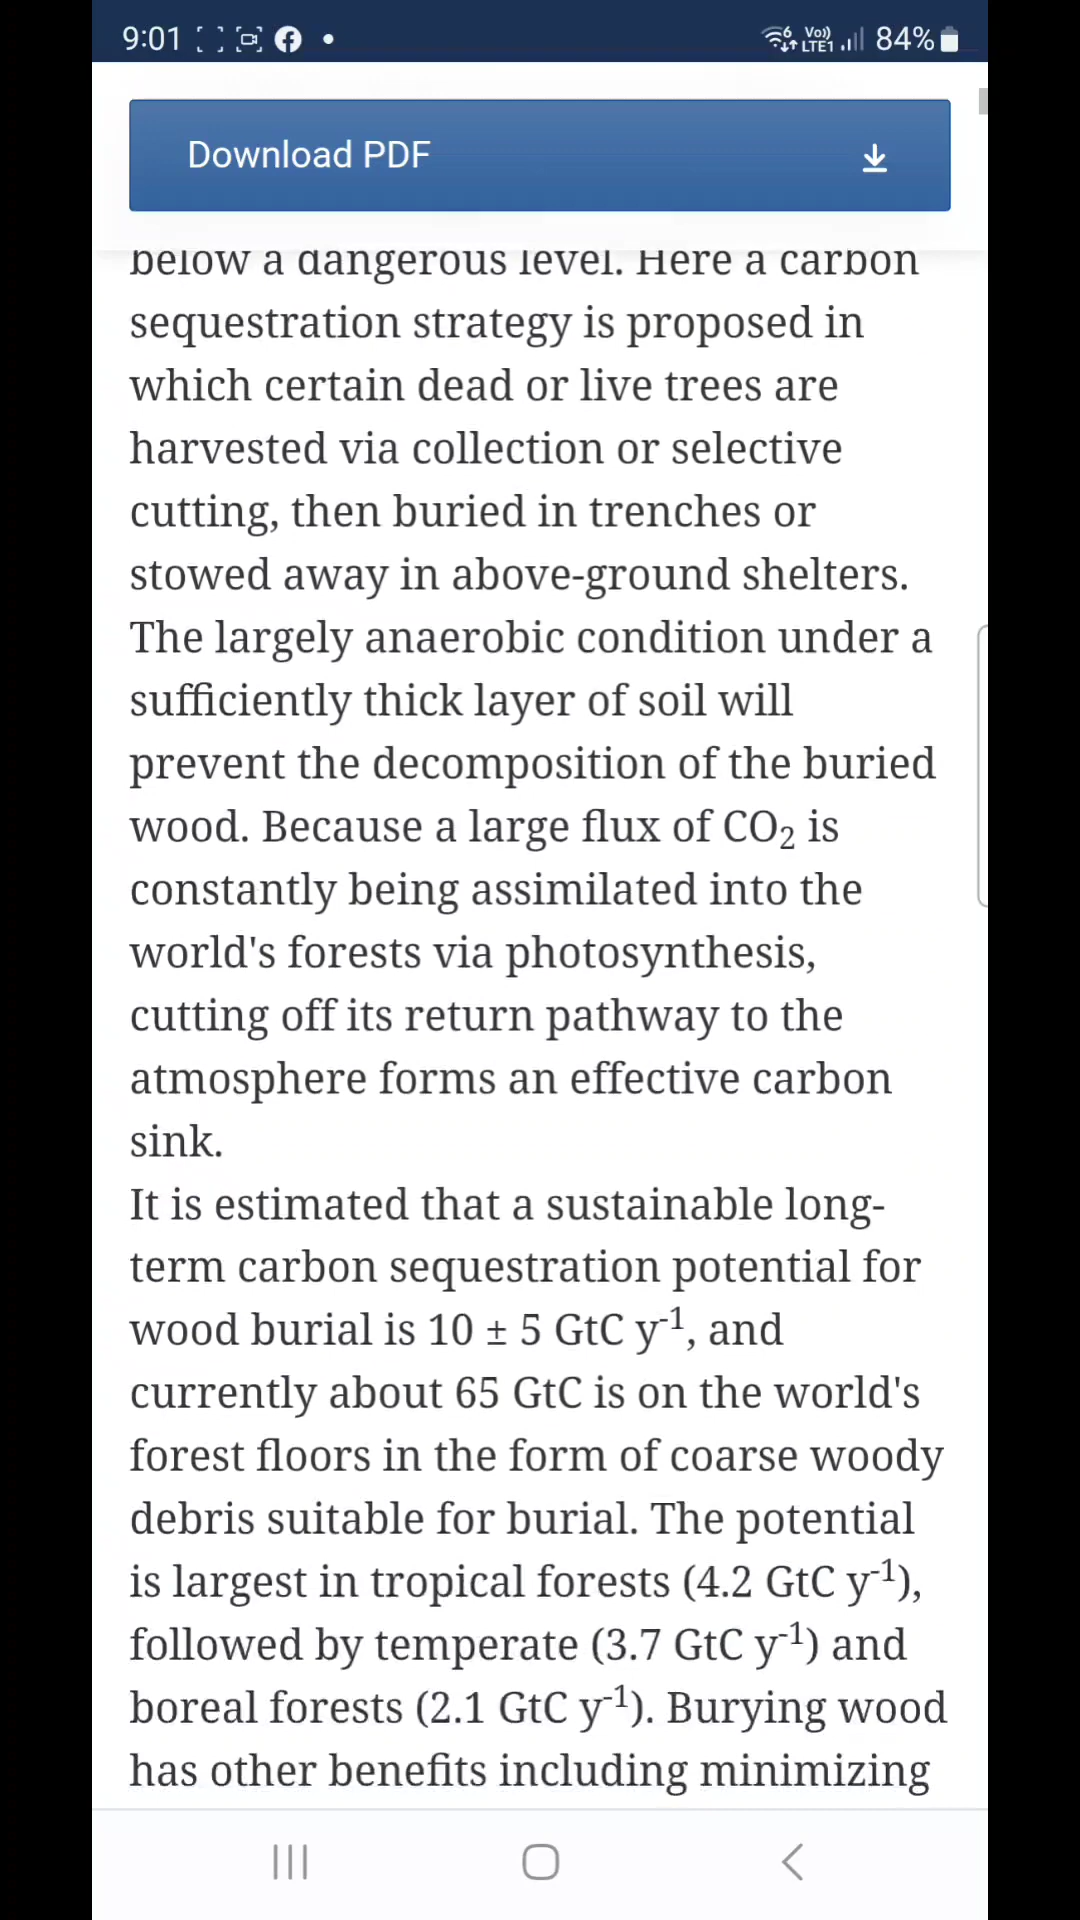 9:01
Vo)) LTE1 84%
Download PDF
below a dangerous level. Here a carbon
sequestration strategy is proposed in
which certain dead or live trees are
harvested via collection or selective
cutting, then buried in trenches or
stowed away in above-ground shelters.
The largely anaerobic condition under a
sufficiently thick layer of soil will
prevent the decomposition of the buried
wood. Because a large flux of CO₂ is
constantly being assimilated into the
world's forests via photosynthesis,
cutting off its return pathway to the
atmosphere forms an effective carbon
sink.
It is estimated that a sustainable long-
term carbon sequestration potential for
wood burial is 10 ± 5 GtC y⁻¹, and
currently about 65 GtC is on the world's
forest floors in the form of coarse woody
debris suitable for burial. The potential
is largest in tropical forests (4.2 GtC y⁻¹),
followed by temperate (3.7 GtC y⁻¹) and
boreal forests (2.1 GtC y⁻¹). Burying wood
has other benefits including minimizing